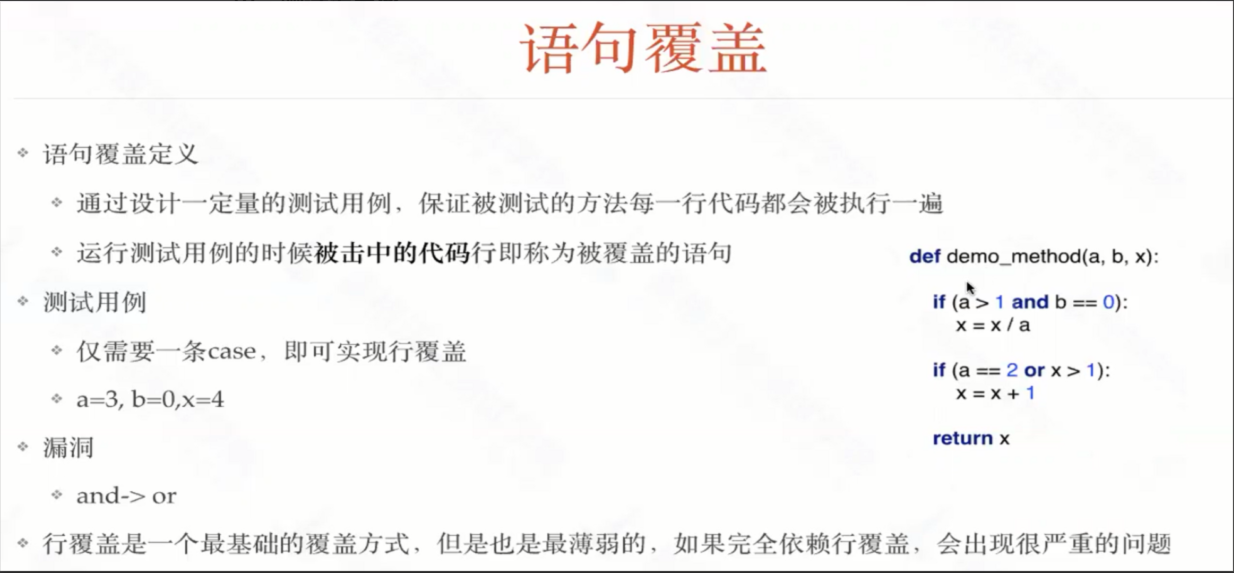 语句覆盖
语句覆盖定义
通过设计一定量的测试用例，保证被测试的方法每一行代码都会被执行一遍
运行测试用例的时候被击中的代码行即称为被覆盖的语句
测试用例
仅需要一条case，即可实现行覆盖
a=3, b=0,x=4
漏洞
and-> or
行覆盖是一个最基础的覆盖方式，但是也是最薄弱的，如果完全依赖行覆盖，会出现很严重的问题
def demo_method(a, b, x):
if (a > 1 and b == 0):
x = x / a
if (a == 2 or x > 1):
x = x + 1
return x